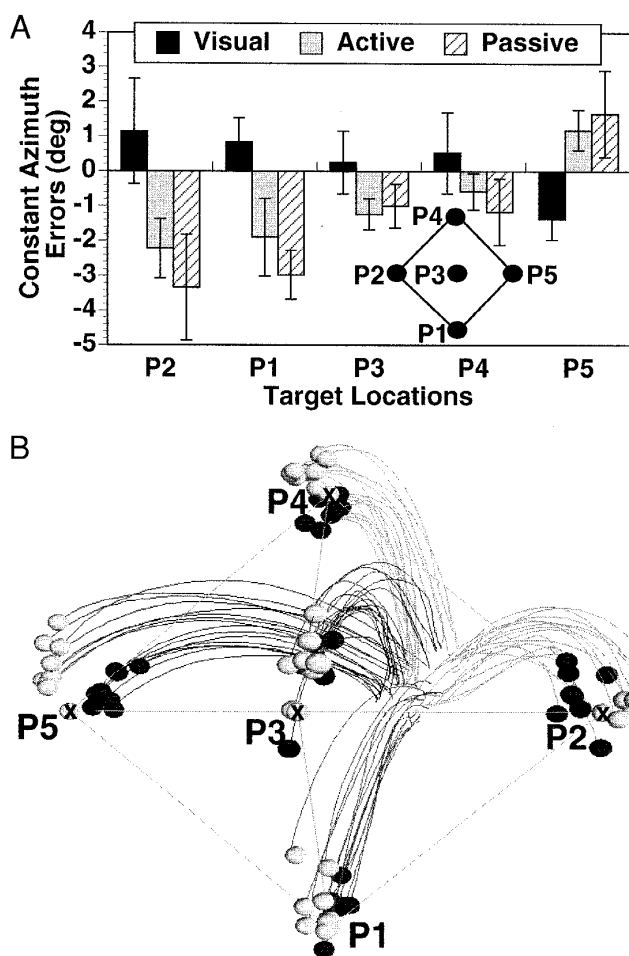 A
Visual Active Passive
Constant Azimuth
Errors (deg)
4
3
2
1
0
-1
-2
-3
-4
-5
P4
P2 P3 P5
P1
P2 P1 P3 P4 P5
Target Locations
B
P4 x
P5 x P3 x P2 x
P1